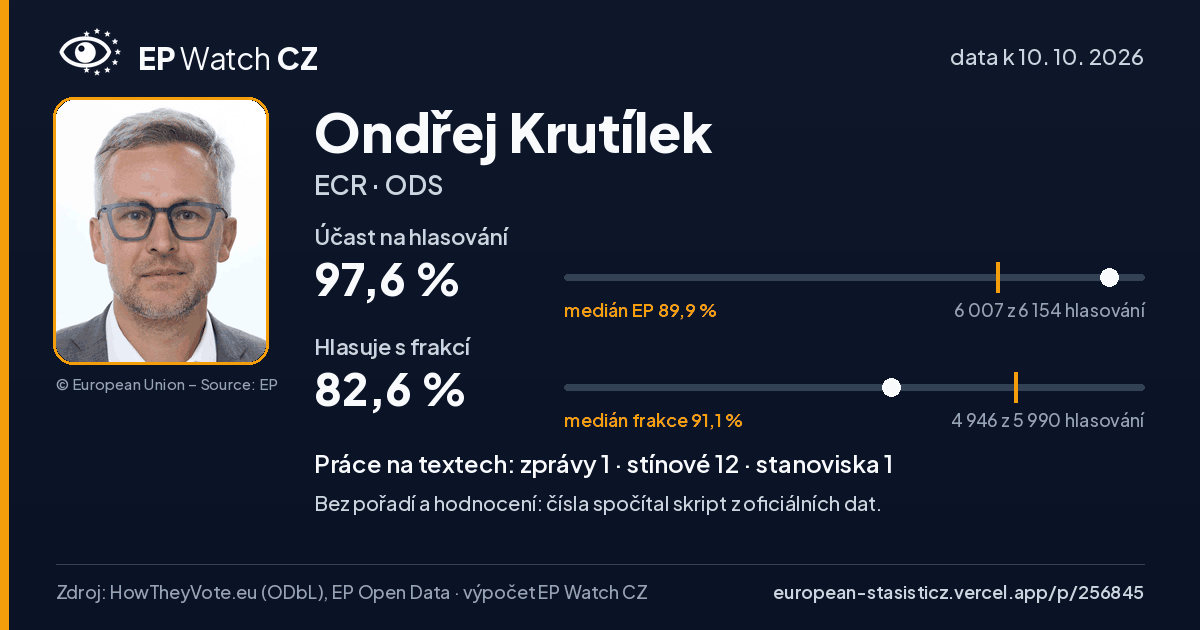 EP Watch CZ
data k 10. 10. 2026
Ondřej Krutílek
ECR · ODS
Účast na hlasování
97,6 %
medián EP 89,9 %
6 007 z 6 154 hlasování
Hlasuje s frakcí
82,6 %
medián frakce 91,1 %
4 946 z 5 990 hlasování
© European Union – Source: EP
Práce na textech: zprávy 1 · stínové 12 · stanoviska 1
Bez pořadí a hodnocení: čísla spočítal skript z oficiálních dat.
Zdroj: HowTheyVote.eu (ODbL), EP Open Data · výpočet EP Watch CZ
european-stasisticz.vercel.app/p/256845